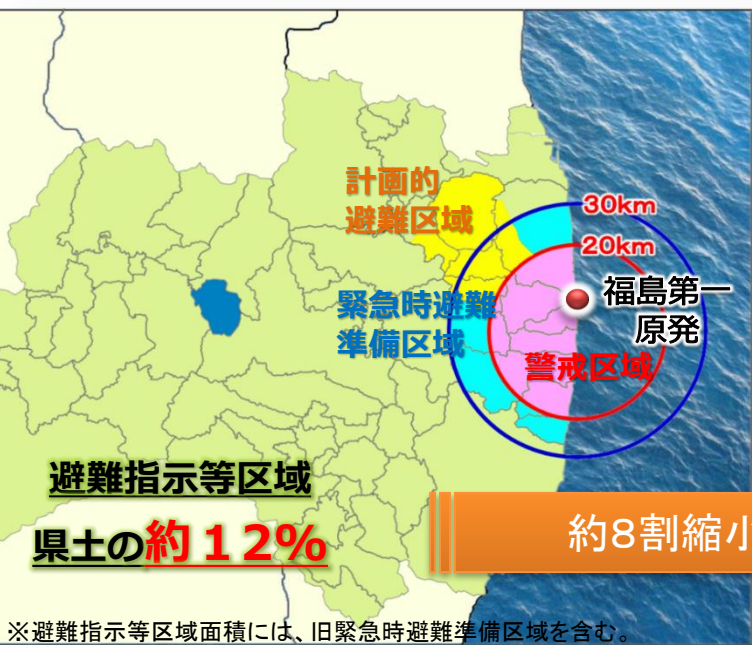 計画的
避難区域
30km
20km
福島第一
原発
緊急時避難
準備区域
警戒区域
避難指示等区域
県土の約12%
約8割縮小
※避難指示等区域面積には、旧緊急時避難準備区域を含む。